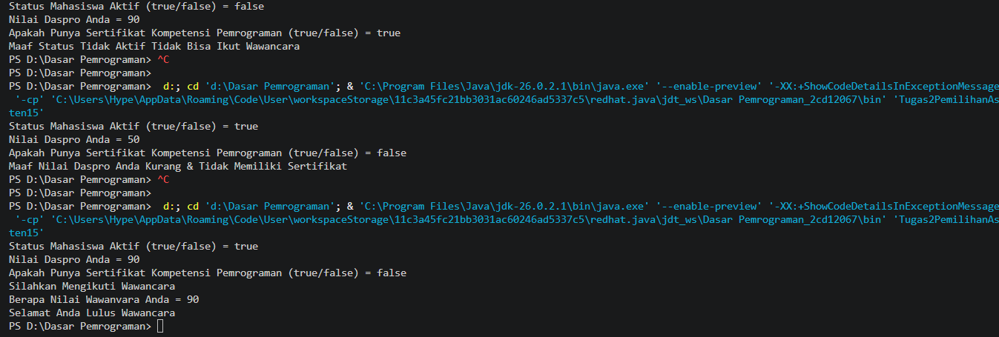 Status Mahasiswa Aktif (true/false) = false
Nilai Daspro Anda = 90
Apakah Punya Sertifikat Kompetensi Pemrograman (true/false) = true
Maaf Status Tidak Aktif Tidak Bisa Ikut Wawancara
PS D:\Dasar Pemrograman> ^C
PS D:\Dasar Pemrograman>
PS D:\Dasar Pemrograman>  d:; cd 'd:\Dasar Pemrograman'; & 'C:\Program Files\Java\jdk-26.0.2.1\bin\java.exe' '--enable-preview' '-XX:+ShowCodeDetailsInExceptionMessage
 '-cp' 'C:\Users\Hype\AppData\Roaming\Code\User\workspaceStorage\11c3a45fc21bb3031ac60246ad5337c5\redhat.java\jdt_ws\Dasar Pemrograman_2cd12067\bin' 'Tugas2PemilihanAs
ten15'
Status Mahasiswa Aktif (true/false) = true
Nilai Daspro Anda = 50
Apakah Punya Sertifikat Kompetensi Pemrograman (true/false) = false
Maaf Nilai Daspro Anda Kurang & Tidak Memiliki Sertifikat
PS D:\Dasar Pemrograman> ^C
PS D:\Dasar Pemrograman>
PS D:\Dasar Pemrograman>  d:; cd 'd:\Dasar Pemrograman'; & 'C:\Program Files\Java\jdk-26.0.2.1\bin\java.exe' '--enable-preview' '-XX:+ShowCodeDetailsInExceptionMessage
 '-cp' 'C:\Users\Hype\AppData\Roaming\Code\User\workspaceStorage\11c3a45fc21bb3031ac60246ad5337c5\redhat.java\jdt_ws\Dasar Pemrograman_2cd12067\bin' 'Tugas2PemilihanAs
ten15'
Status Mahasiswa Aktif (true/false) = true
Nilai Daspro Anda = 90
Apakah Punya Sertifikat Kompetensi Pemrograman (true/false) = false
Silahkan Mengikuti Wawancara
Berapa Nilai Wawanvara Anda = 90
Selamat Anda Lulus Wawancara
PS D:\Dasar Pemrograman>